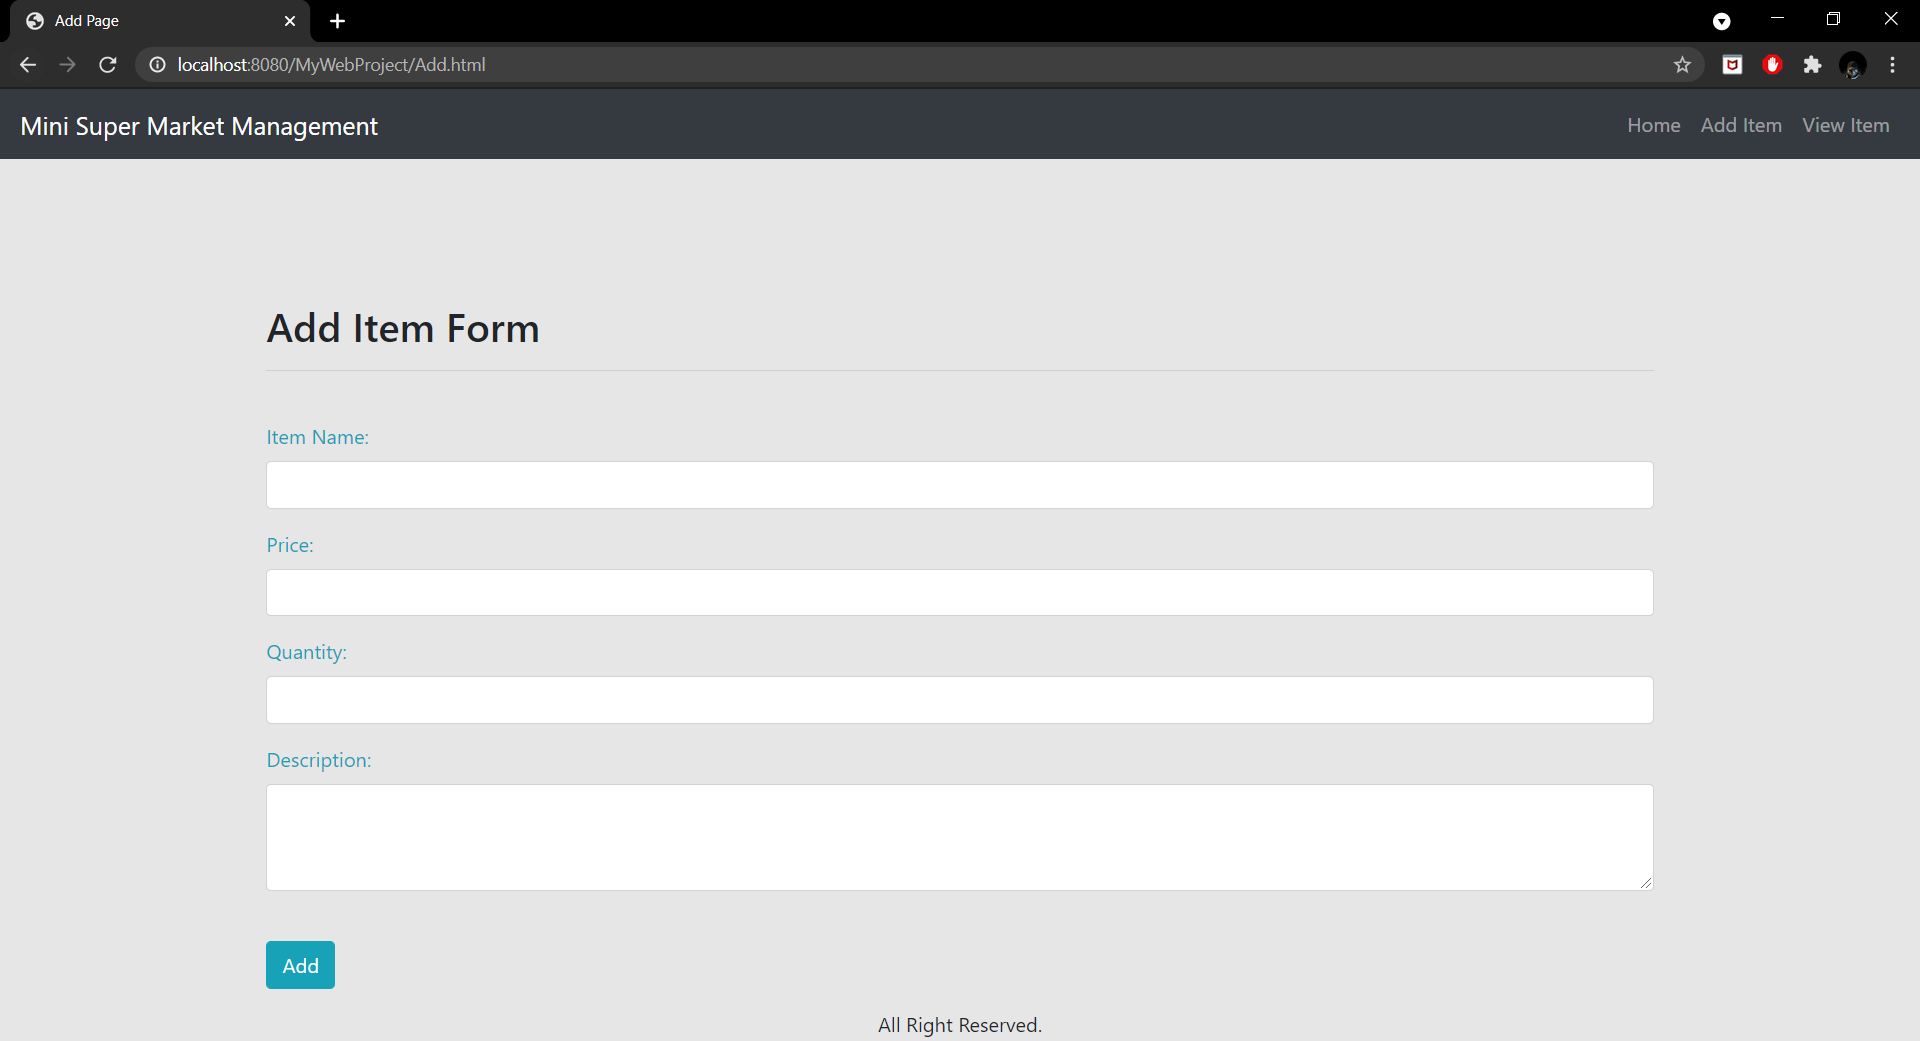 Add Page
localhost:8080/MyWebProject/Add.html
Mini Super Market Management
Home Add Item View Item
Add Item Form
Item Name:
Price:
Quantity:
Description:
Add
All Right Reserved.